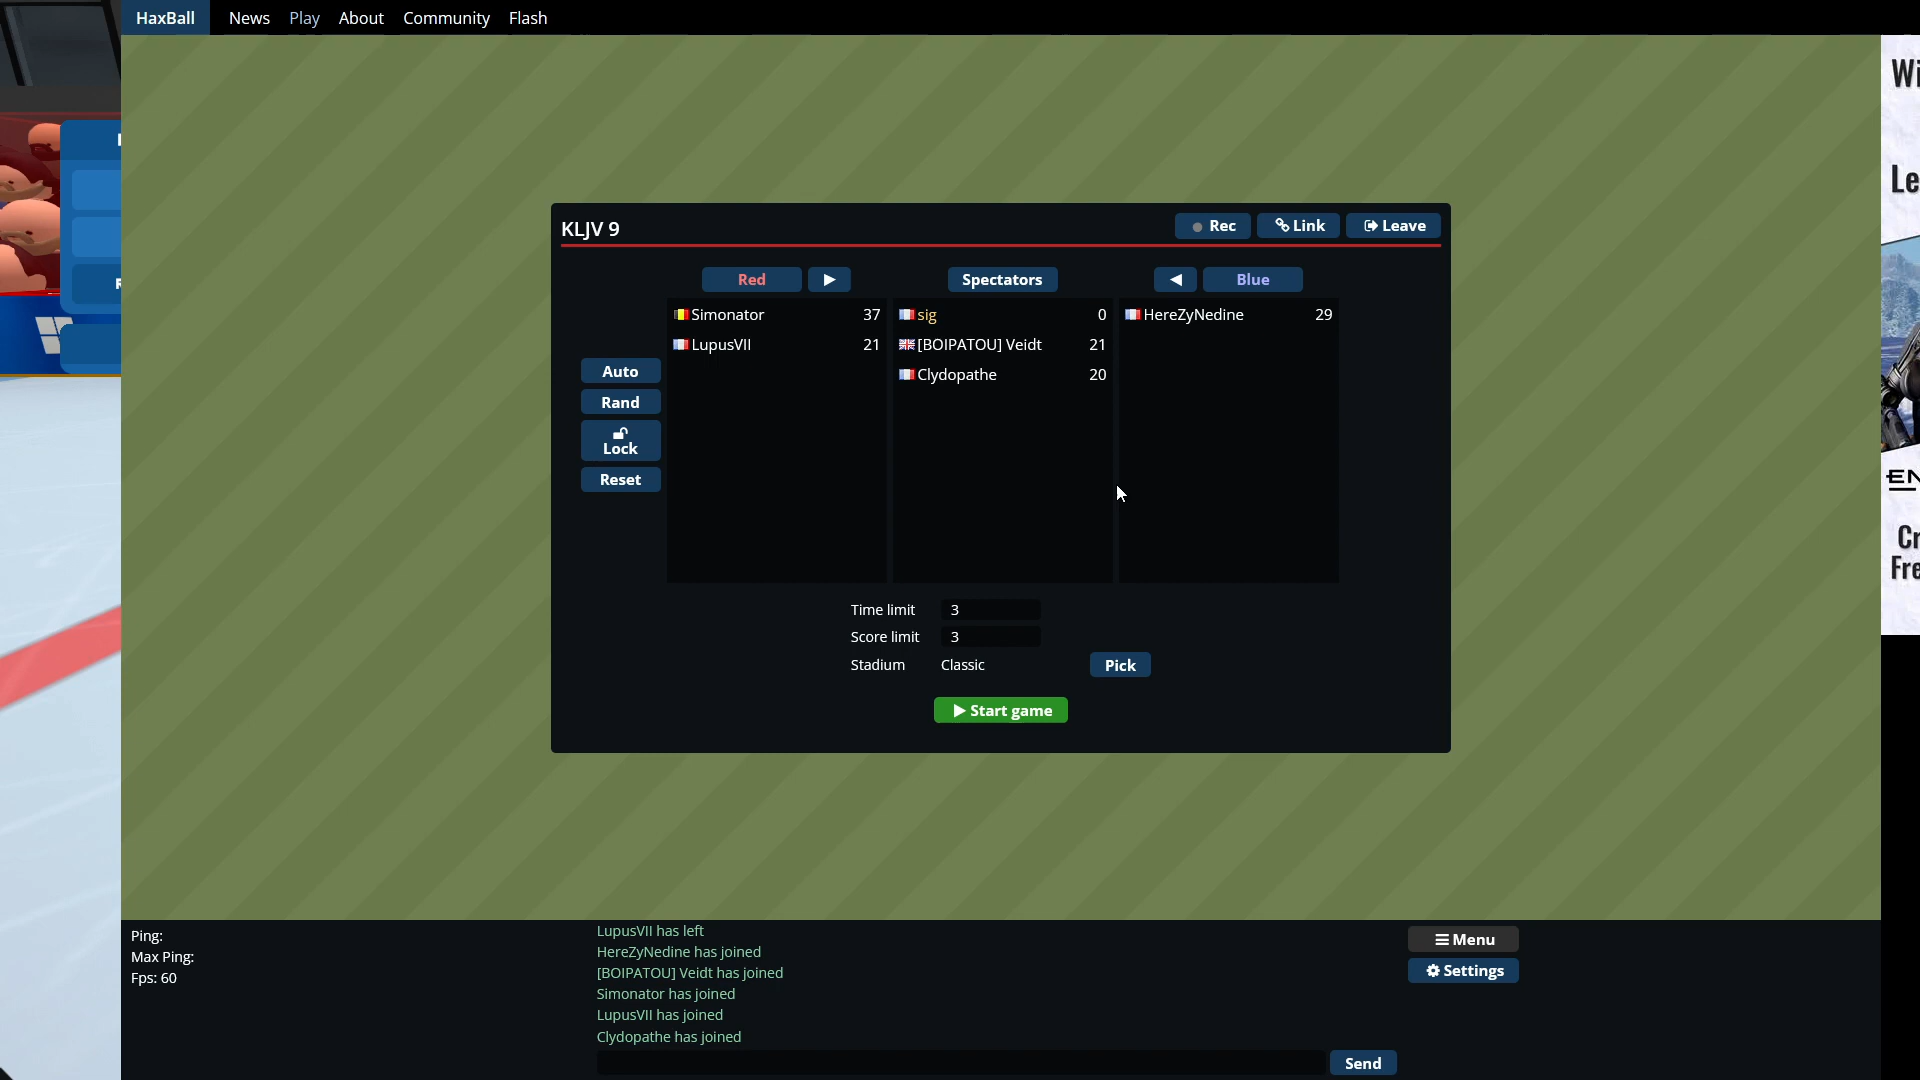 HaxBall News Play About Community Flash
KLJV 9
Rec Link Leave
Red Spectators Blue
Simonator 37
LupusVII 21
sig 0
[BOIPATOU] Veidt 21
Clydopathe 20
HereZyNedine 29
Auto
Rand
Lock
Reset
Time limit 3
Score limit 3
Stadium Classic Pick
Start game
Ping:
Max Ping:
Fps: 60
LupusVII has left
HereZyNedine has joined
[BOIPATOU] Veidt has joined
Simonator has joined
LupusVII has joined
Clydopathe has joined
Send
Menu
Settings
Wi
Le
EN
Cr
Fre